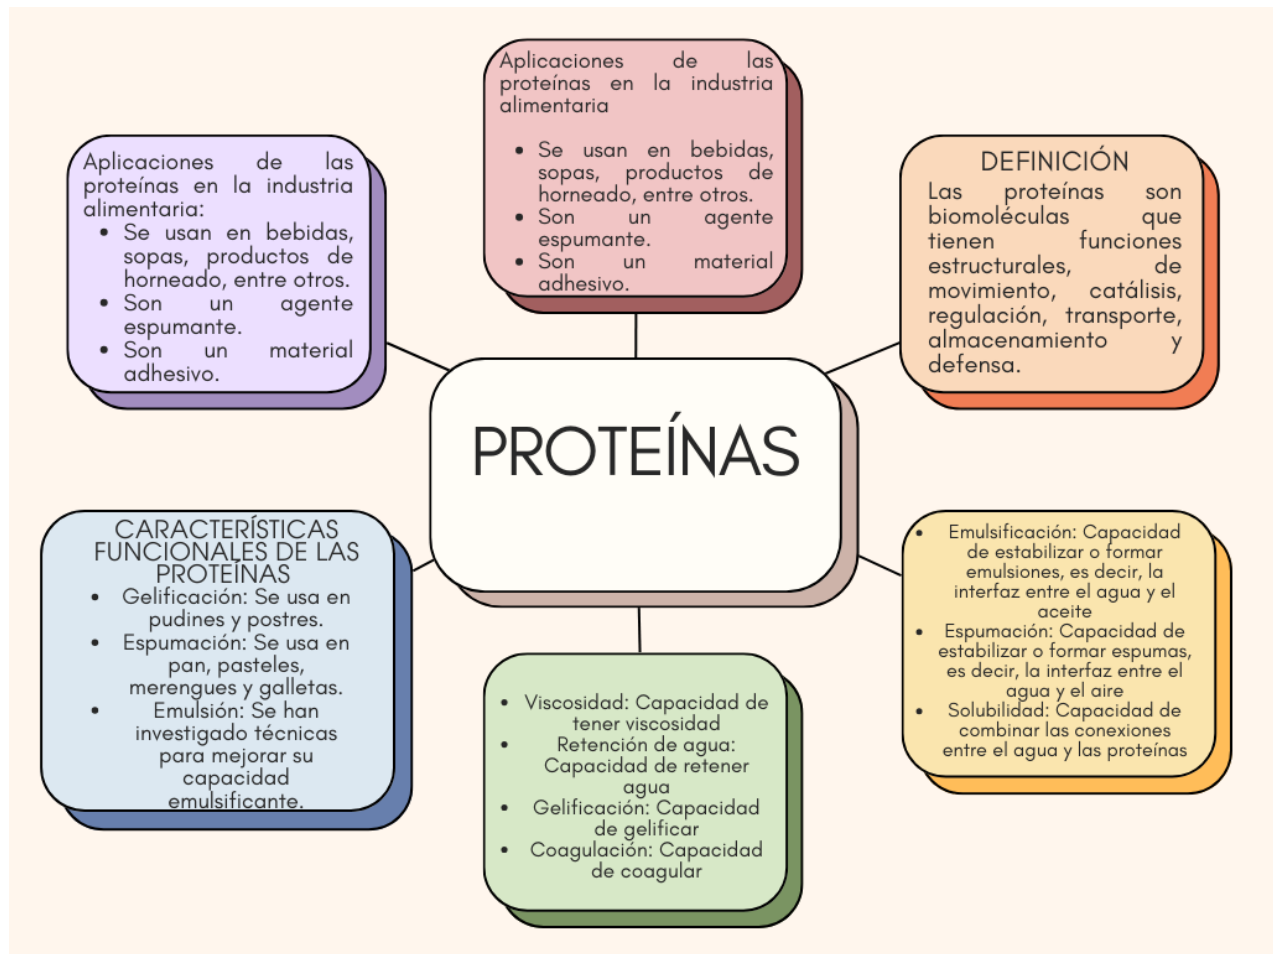 Aplicaciones de las
proteínas en la industria
alimentaria:
• Se usan en bebidas,
sopas, productos de
horneado, entre otros.
• Son un agente
espumante.
• Son un material
adhesivo.
Aplicaciones de las
proteínas en la industria
alimentaria
• Se usan en bebidas,
sopas, productos de
horneado, entre otros.
• Son un agente
espumante.
• Son un material
adhesivo.
DEFINICIÓN
Las proteínas son
biomoléculas que
tienen funciones
estructurales, de
movimiento, catálisis,
regulación, transporte,
almacenamiento y
defensa.
PROTEÍNAS
CARACTERÍSTICAS
FUNCIONALES DE LAS
PROTEÍNAS
• Gelificación: Se usa en
pudines y postres.
• Espumación: Se usa en
pan, pasteles,
merengues y galletas.
• Emulsión: Se han
investigado técnicas
para mejorar su
capacidad
emulsificante.
• Viscosidad: Capacidad de
tener viscosidad
• Retención de agua:
Capacidad de retener
agua
• Gelificación: Capacidad
de gelificar
• Coagulación: Capacidad
de coagular
• Emulsificación: Capacidad
de estabilizar o formar
emulsiones, es decir, la
interfaz entre el agua y el
aceite
• Espumación: Capacidad de
estabilizar o formar espumas,
es decir, la interfaz entre el
agua y el aire
• Solubilidad: Capacidad de
combinar las conexiones
entre el agua y las proteínas